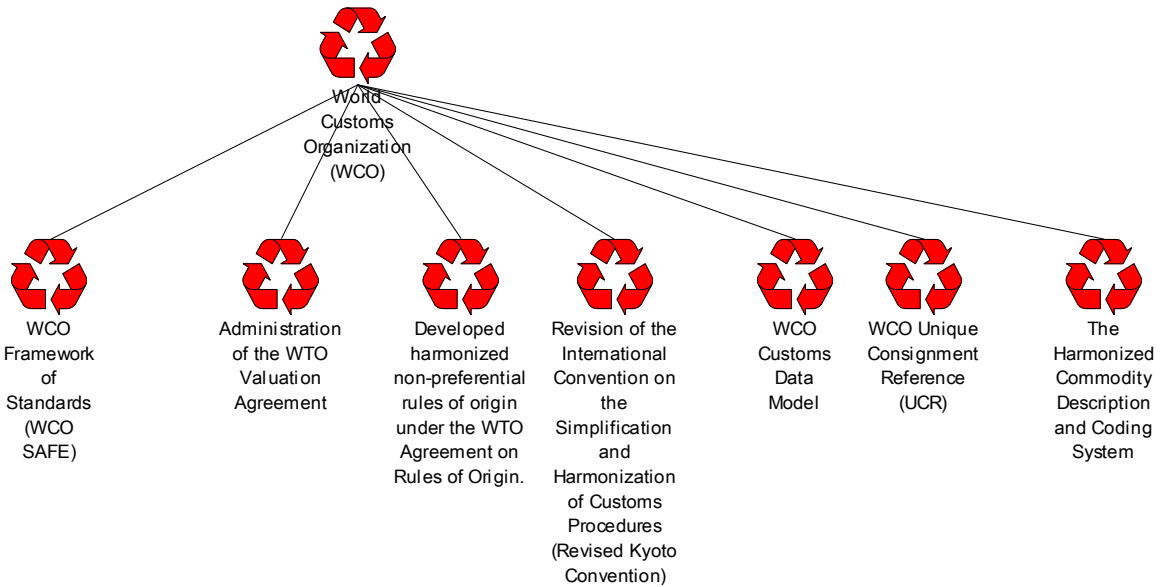 World
Customs
Organization
(WCO)
WCO
Framework
of
Standards
(WCO
SAFE)
Administration
of the WTO
Valuation
Agreement
Developed
harmonized
non-preferential
rules of origin
under the WTO
Agreement on
Rules of Origin.
Revision of the
International
Convention on
the
Simplification
and
Harmonization
of Customs
Procedures
(Revised Kyoto
Convention)
WCO
Customs
Data
Model
WCO Unique
Consignment
Reference
(UCR)
The
Harmonized
Commodity
Description
and Coding
System